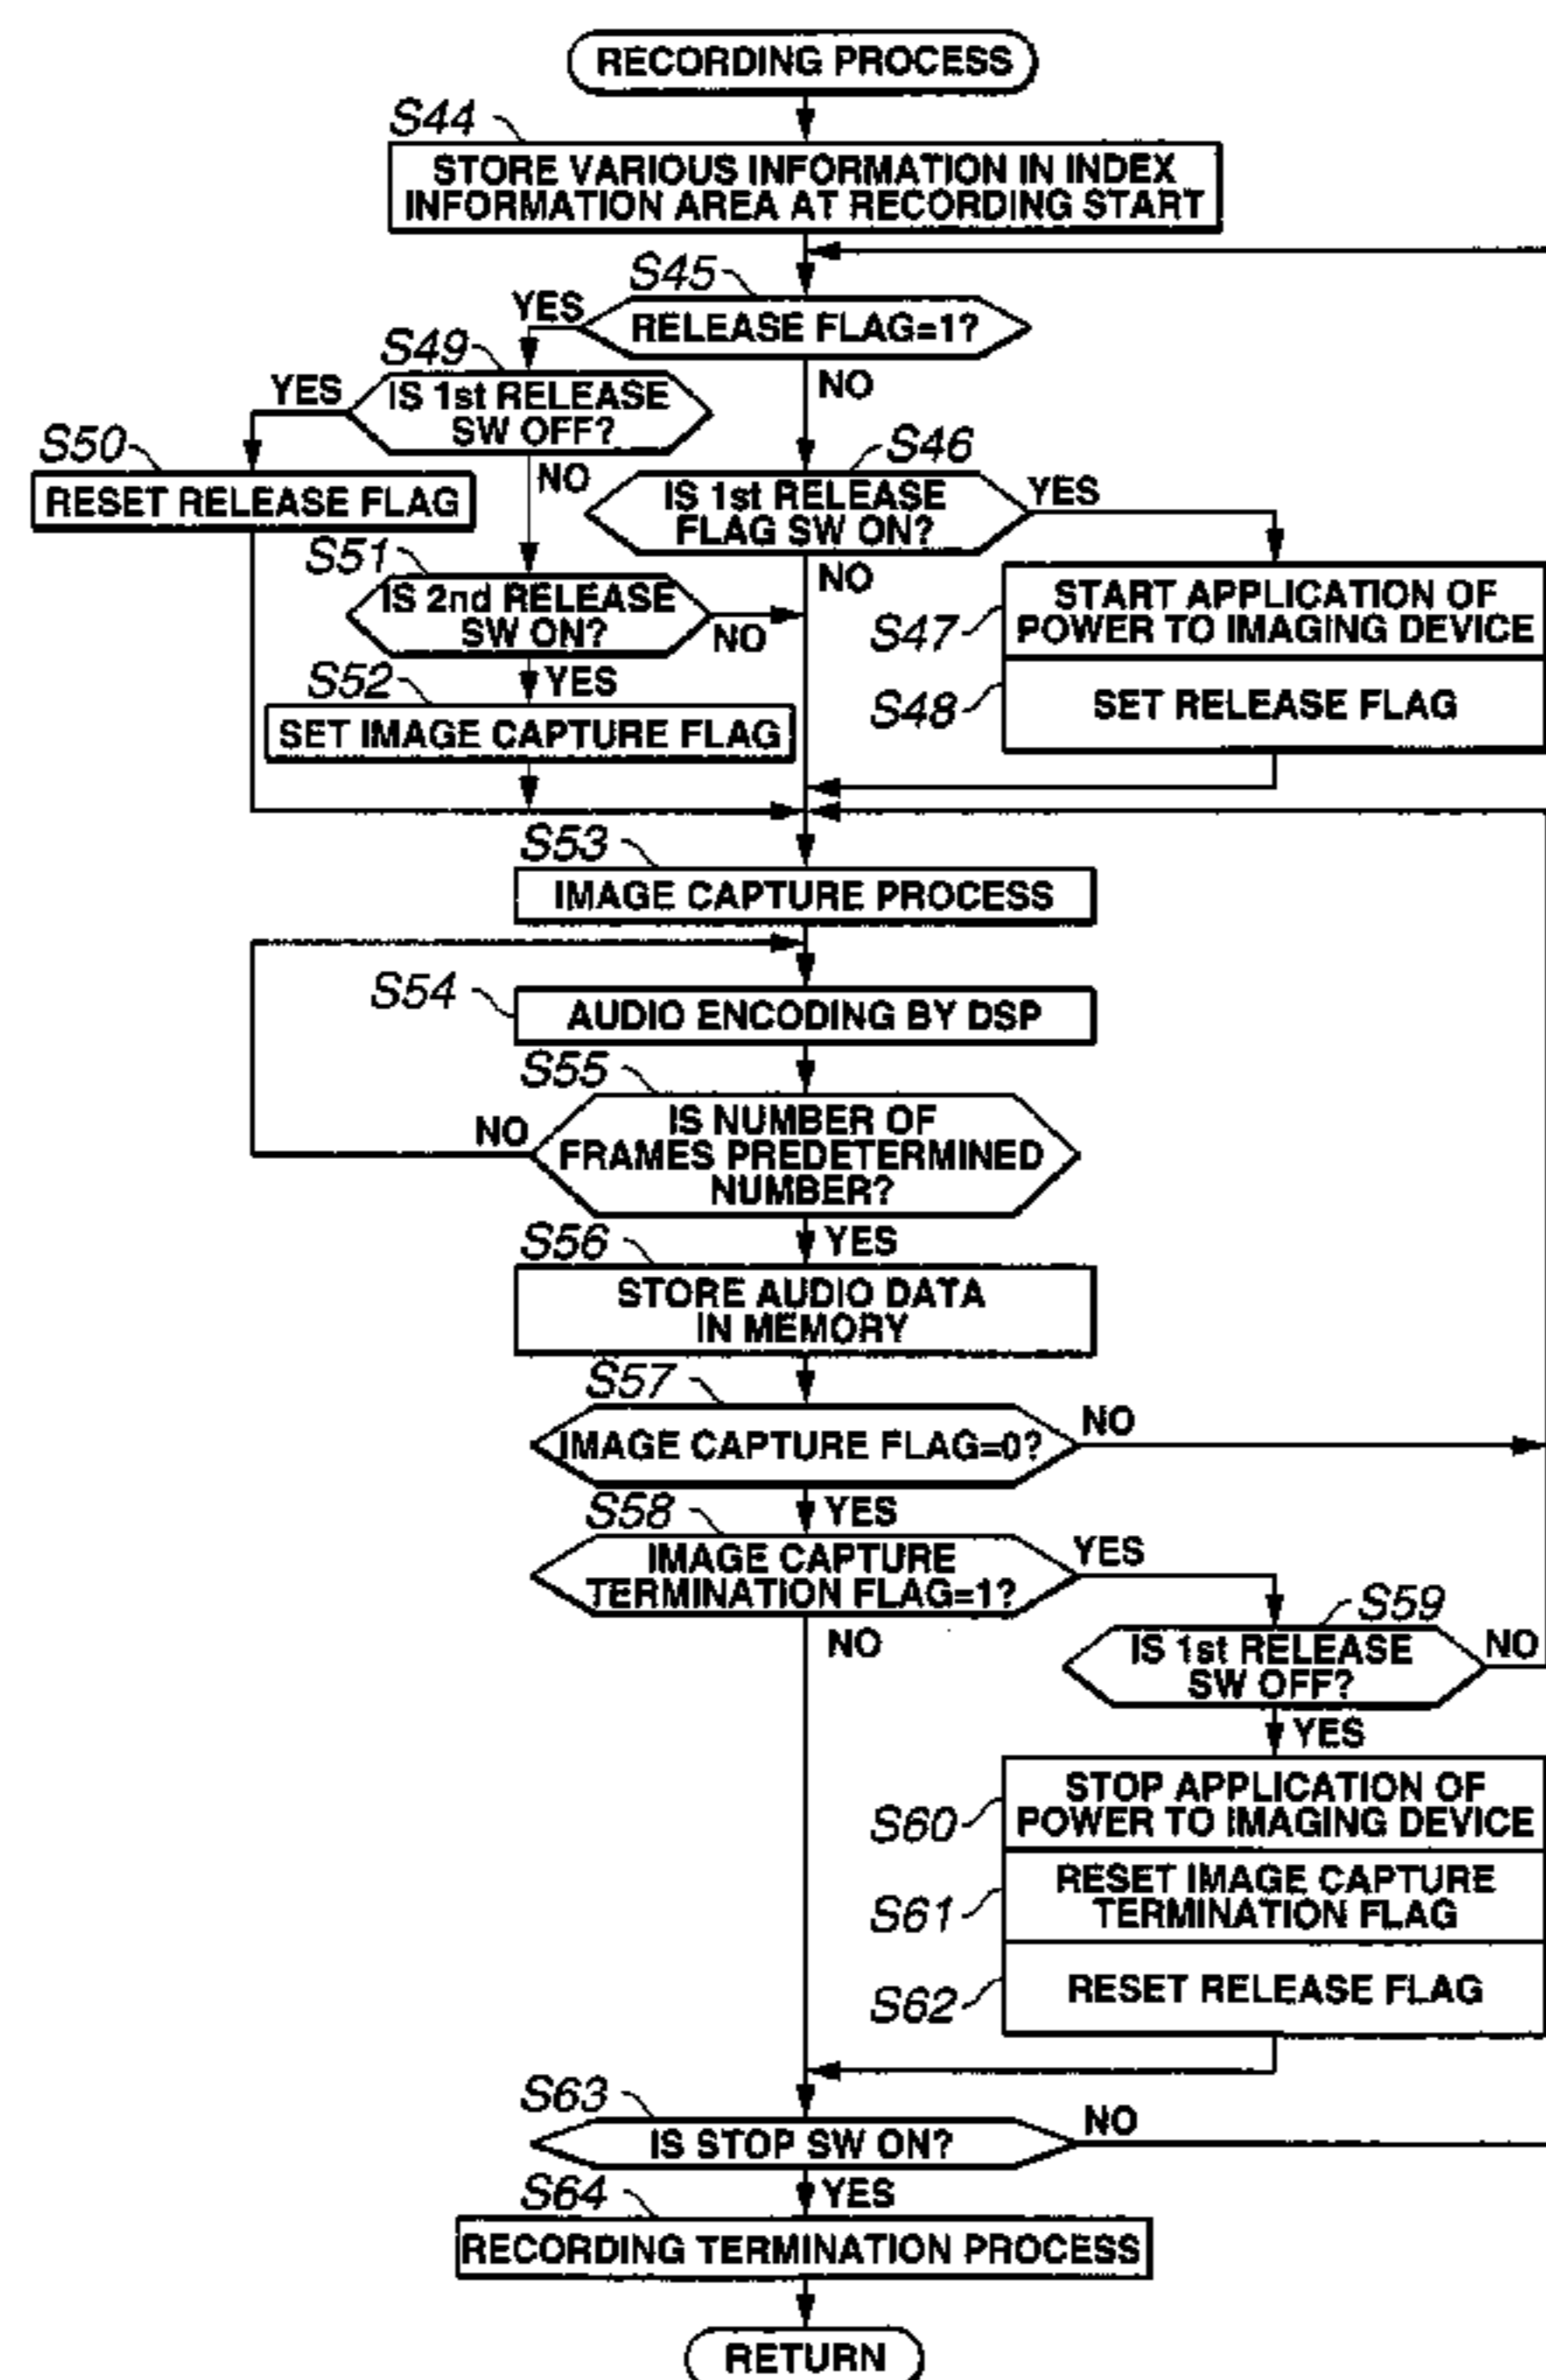 RECORDING PROCESS
S44
STORE VARIOUS INFORMATION IN INDEX
INFORMATION AREA AT RECORDING START
S45
YES
RELEASE FLAG=1?
NO
S49
YES
IS 1st RELEASE
SW OFF?
NO
S50
RESET RELEASE FLAG
S46
IS 1st RELEASE
FLAG SW ON?
YES
NO
S51
IS 2nd RELEASE
SW ON?
NO
YES
S47
START APPLICATION OF
POWER TO IMAGING DEVICE
S48
SET RELEASE FLAG
S52
SET IMAGE CAPTURE FLAG
S53
IMAGE CAPTURE PROCESS
S54
AUDIO ENCODING BY DSP
S55
NO
IS NUMBER OF
FRAMES PREDETERMINED
NUMBER?
YES
S56
STORE AUDIO DATA
IN MEMORY
S57
IMAGE CAPTURE FLAG=0?
NO
YES
S58
IMAGE CAPTURE
TERMINATION FLAG=1?
YES
NO
S59
IS 1st RELEASE
SW OFF?
NO
YES
S60
STOP APPLICATION OF
POWER TO IMAGING DEVICE
S61
RESET IMAGE CAPTURE
TERMINATION FLAG
S62
RESET RELEASE FLAG
S63
IS STOP SW ON?
NO
YES
S64
RECORDING TERMINATION PROCESS
RETURN